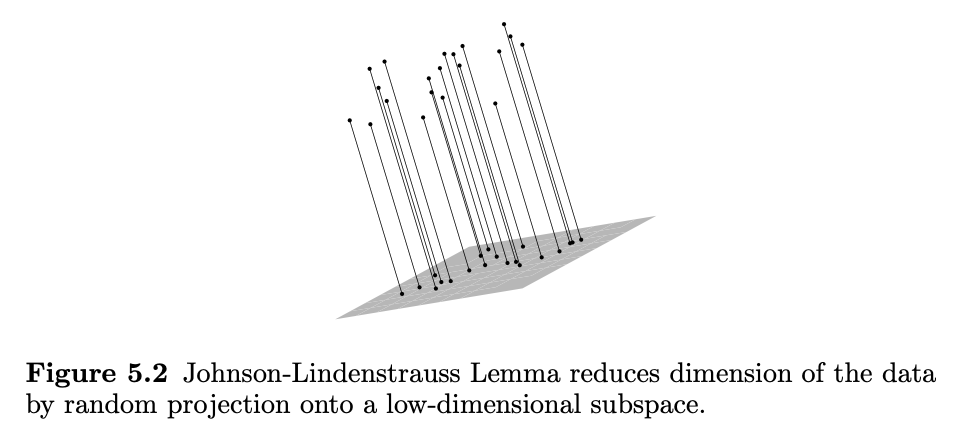 Figure 5.2 Johnson-Lindenstrauss Lemma reduces dimension of the data
by random projection onto a low-dimensional subspace.